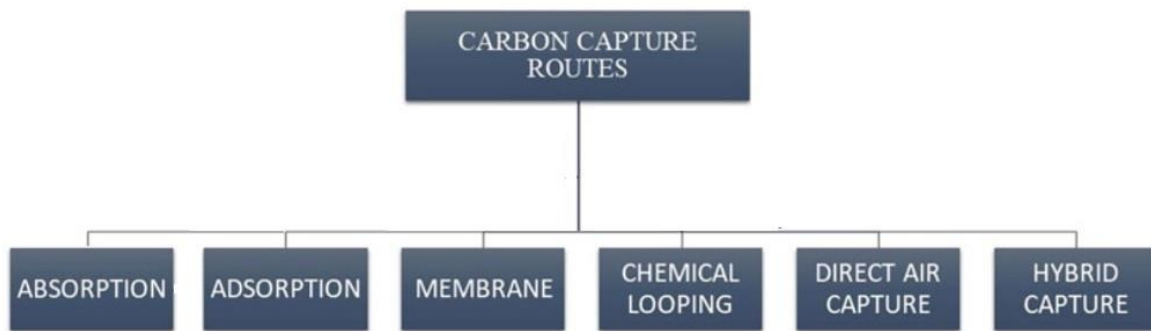 CARBON CAPTURE
ROUTES
ABSORPTION
ADSORPTION
MEMBRANE
CHEMICAL
LOOPING
DIRECT AIR
CAPTURE
HYBRID
CAPTURE